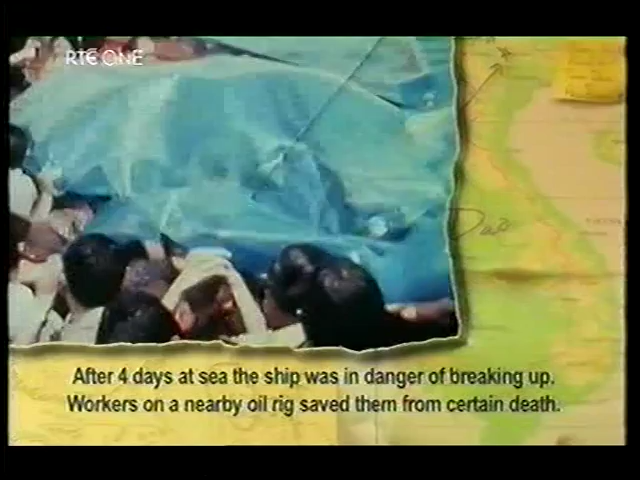 RTÉ ONE
After 4 days at sea the ship was in danger of breaking up.
Workers on a nearby oil rig saved them from certain death.